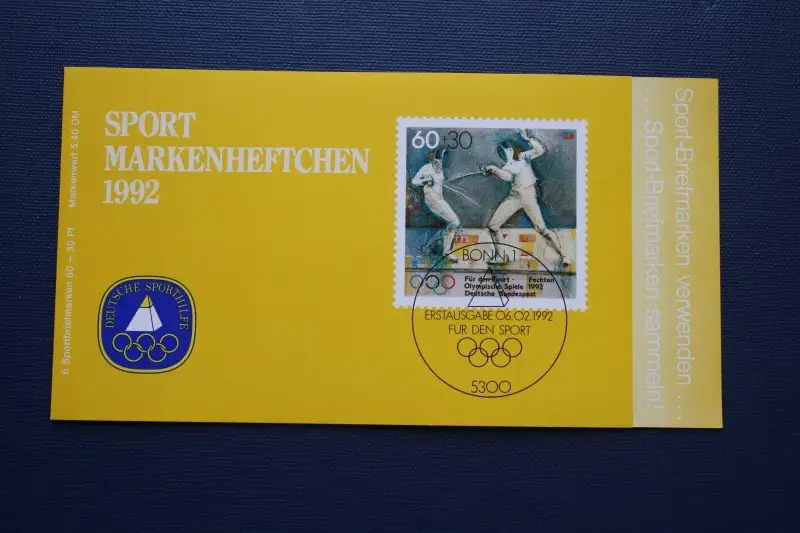 SPORT
MARKENHEFTCHEN
1992
6 Sportbriefmarken 60 + 30 Pf Markenwert 5,40 DM
DEUTSCHE SPORTHILFE
60+30
Für den Sport - Fechten
Olympische Spiele 1992
Deutsche Bundespost
BONN 1
ERSTAUSGABE 06.02.1992
FÜR DEN SPORT
5300
Sport-Briefmarken verwenden ...
... Sport-Briefmarken sammeln!